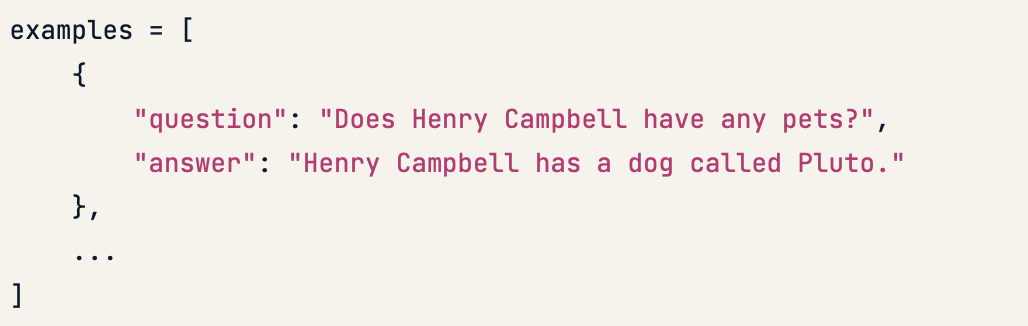 examples = [
    {
        "question": "Does Henry Campbell have any pets?",
        "answer": "Henry Campbell has a dog called Pluto."
    },
    ...
]